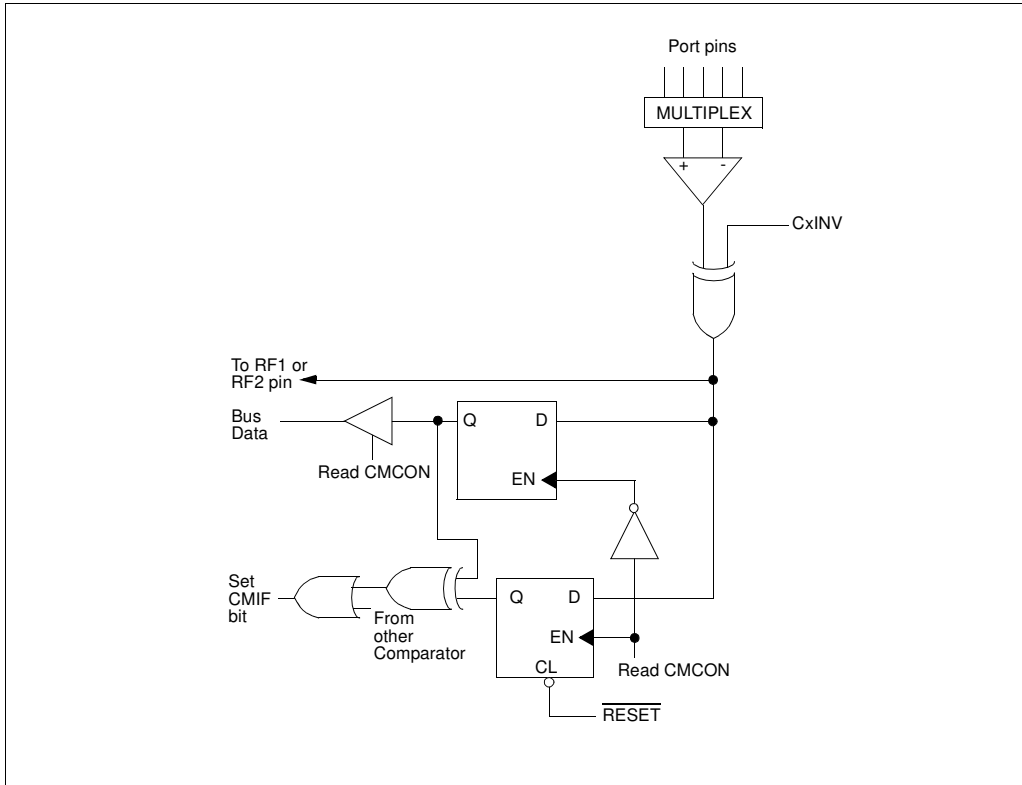 Port pins
MULTIPLEX
+ -
CxINV
To RF1 or
RF2 pin
Bus
Data
Q D
Read CMCON
EN
Set
CMIF
bit
From
other
Comparator
Q D
EN
CL
Read CMCON
RESET